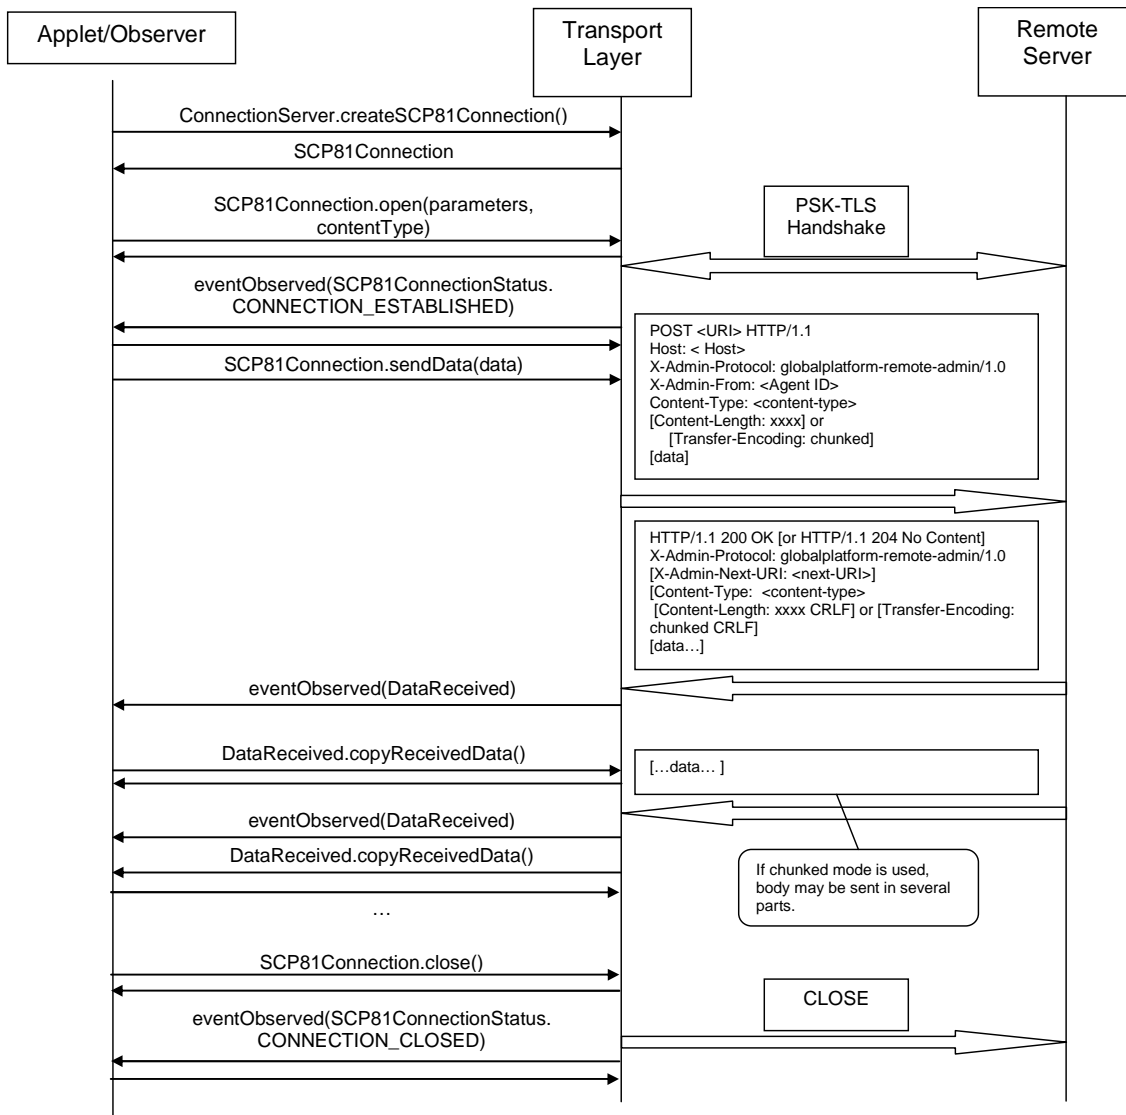 Applet/Observer
Transport
Layer
Remote
Server
ConnectionServer.createSCP81Connection()
SCP81Connection
SCP81Connection.open(parameters,
contentType)
PSK-TLS
Handshake
eventObserved(SCP81ConnectionStatus.
CONNECTION_ESTABLISHED)
SCP81Connection.sendData(data)
POST <URI> HTTP/1.1
Host: < Host>
X-Admin-Protocol: globalplatform-remote-admin/1.0
X-Admin-From: <Agent ID>
Content-Type: <content-type>
[Content-Length: xxxx] or
[Transfer-Encoding: chunked]
[data]
HTTP/1.1 200 OK [or HTTP/1.1 204 No Content]
X-Admin-Protocol: globalplatform-remote-admin/1.0
[X-Admin-Next-URI: <next-URI>]
[Content-Type:  <content-type>
[Content-Length: xxxx CRLF] or [Transfer-Encoding:
chunked CRLF]
[data…]
eventObserved(DataReceived)
DataReceived.copyReceivedData()
[…data… ]
eventObserved(DataReceived)
DataReceived.copyReceivedData()
If chunked mode is used,
body may be sent in several
parts.
…
SCP81Connection.close()
CLOSE
eventObserved(SCP81ConnectionStatus.
CONNECTION_CLOSED)